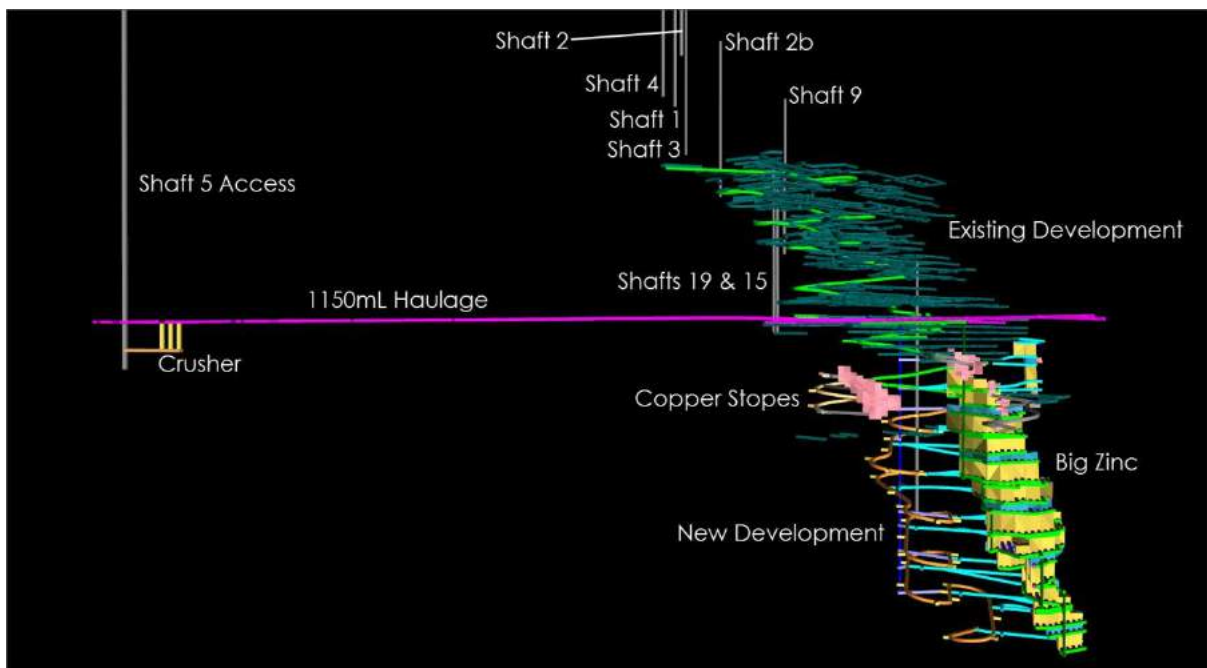 Shaft 2
Shaft 2b
Shaft 4
Shaft 9
Shaft 1
Shaft 3
Shaft 5 Access
Existing Development
Shafts 19 & 15
1150mL Haulage
Crusher
Copper Stopes
Big Zinc
New Development